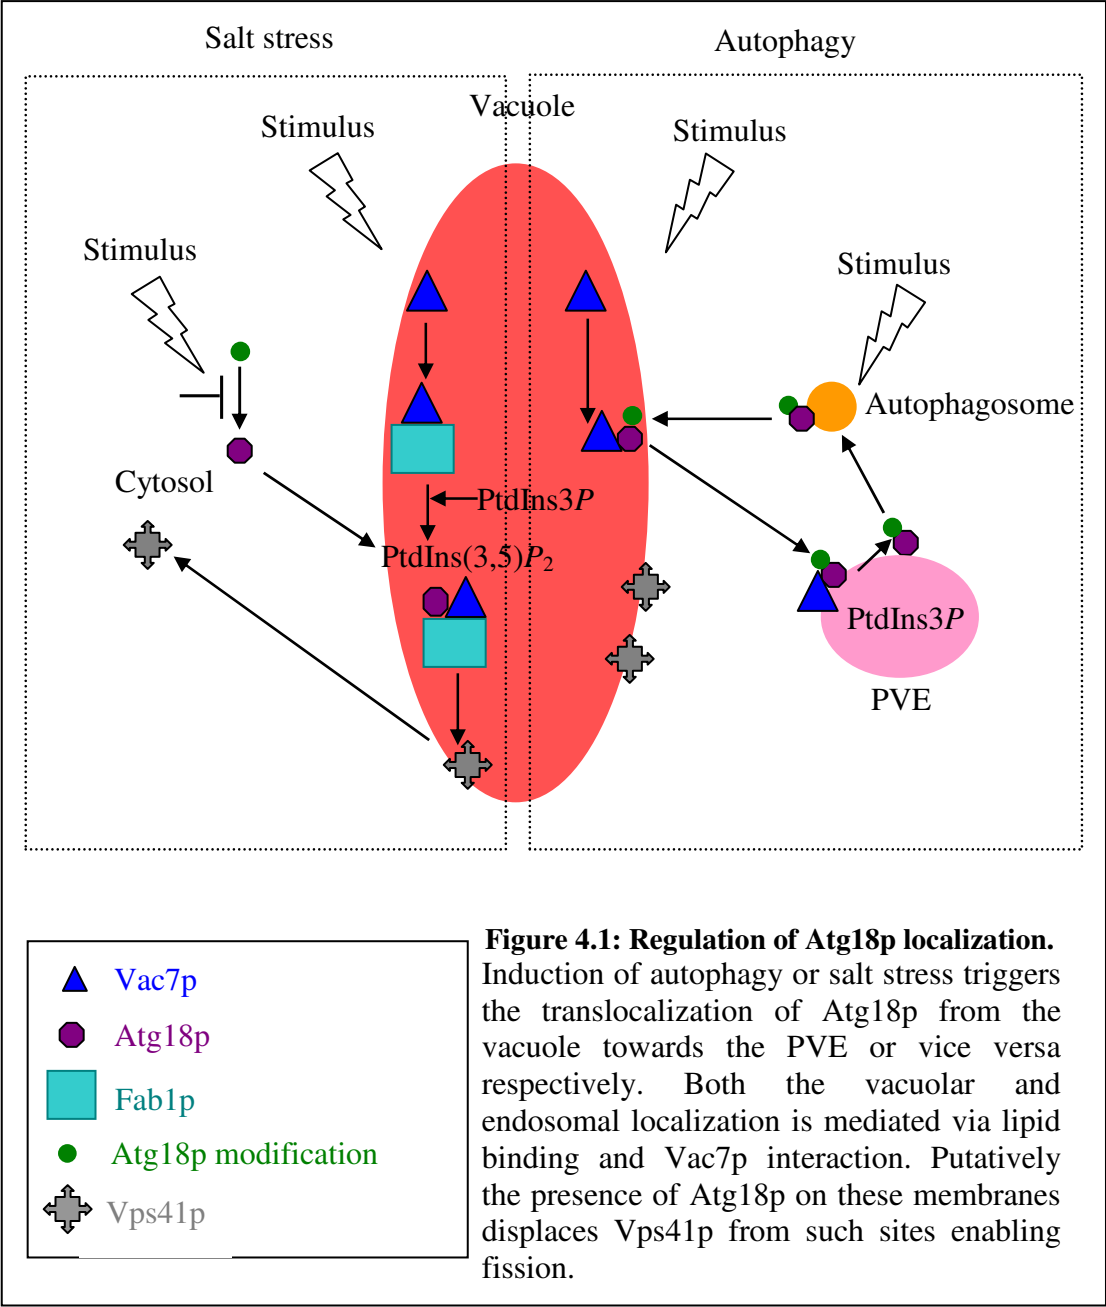 Salt stress
Autophagy
Vacuole
Stimulus
Stimulus
Stimulus
Stimulus
Autophagosome
Cytosol
PtdIns3P
PtdIns(3,5)P2
PtdIns3P
PVE
Vac7p
Atg18p
Fab1p
Atg18p modification
Vps41p
Figure 4.1: Regulation of Atg18p localization.
Induction of autophagy or salt stress triggers
the translocalization of Atg18p from the
vacuole towards the PVE or vice versa
respectively. Both the vacuolar and
endosomal localization is mediated via lipid
binding and Vac7p interaction. Putatively
the presence of Atg18p on these membranes
displaces Vps41p from such sites enabling
fission.